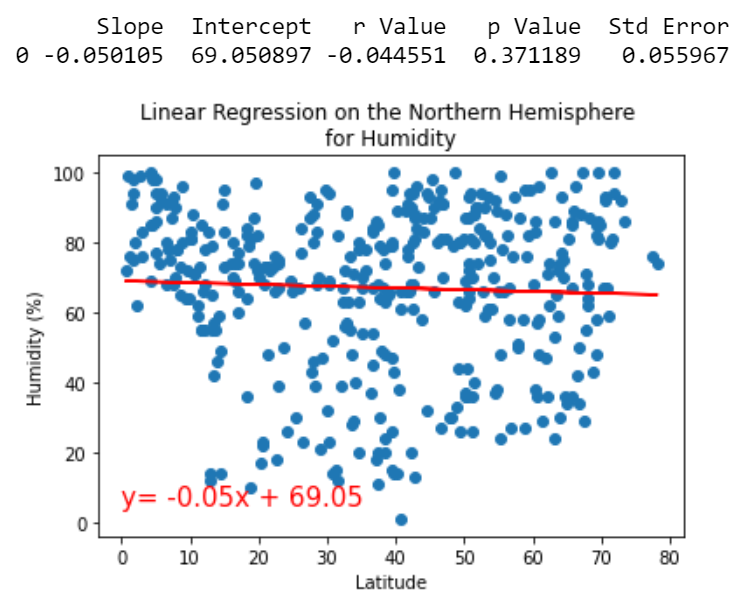 Slope Intercept r Value p Value Std Error
0 -0.050105 69.050897 -0.044551 0.371189 0.055967
Linear Regression on the Northern Hemisphere
for Humidity
100
80
60
40
20
0
Humidity (%)
y= -0.05x + 69.05
0 10 20 30 40 50 60 70 80
Latitude